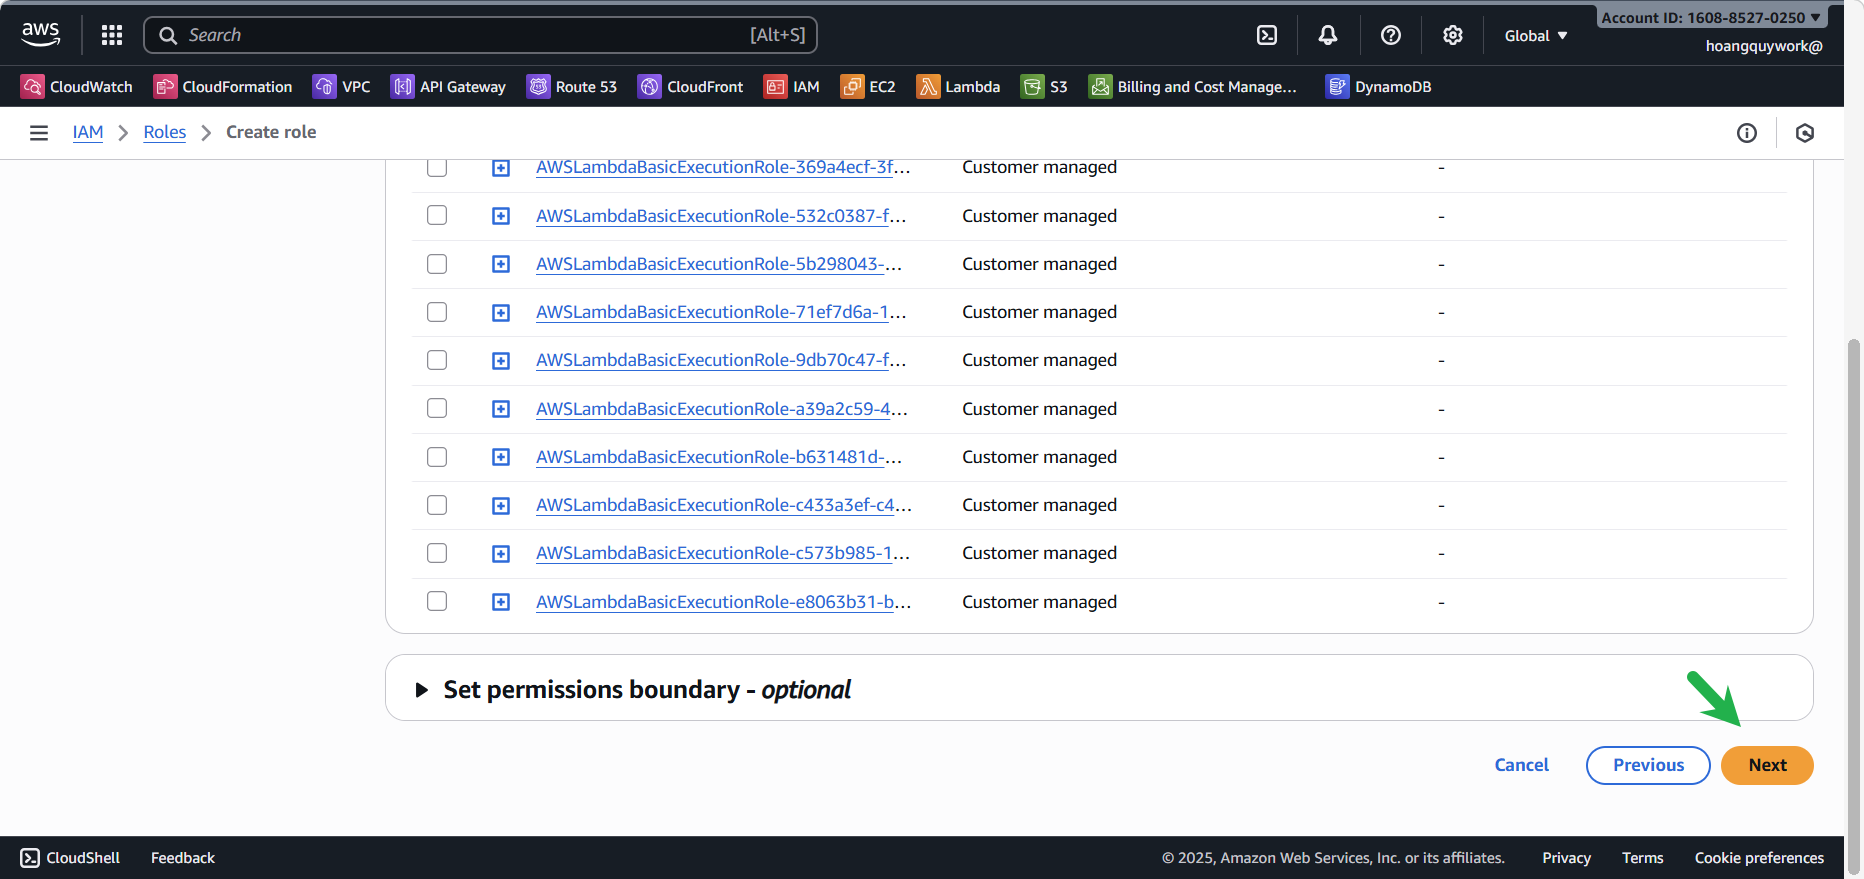 aws
Search [Alt+S]
Global
Account ID: 1608-8527-0250
hoangquywork@
CloudWatch CloudFormation VPC API Gateway Route 53 CloudFront IAM EC2 Lambda S3 Billing and Cost Manage... DynamoDB
IAM Roles Create role
AWSLambdaBasicExecutionRole-369a4ecf-3f... Customer managed -
AWSLambdaBasicExecutionRole-532c0387-f... Customer managed -
AWSLambdaBasicExecutionRole-5b298043-... Customer managed -
AWSLambdaBasicExecutionRole-71ef7d6a-1... Customer managed -
AWSLambdaBasicExecutionRole-9db70c47-f... Customer managed -
AWSLambdaBasicExecutionRole-a39a2c59-4... Customer managed -
AWSLambdaBasicExecutionRole-b631481d-... Customer managed -
AWSLambdaBasicExecutionRole-c433a3ef-c4... Customer managed -
AWSLambdaBasicExecutionRole-c573b985-1... Customer managed -
AWSLambdaBasicExecutionRole-e8063b31-b... Customer managed -
Set permissions boundary - optional
Cancel Previous Next
CloudShell Feedback © 2025, Amazon Web Services, Inc. or its affiliates. Privacy Terms Cookie preferences